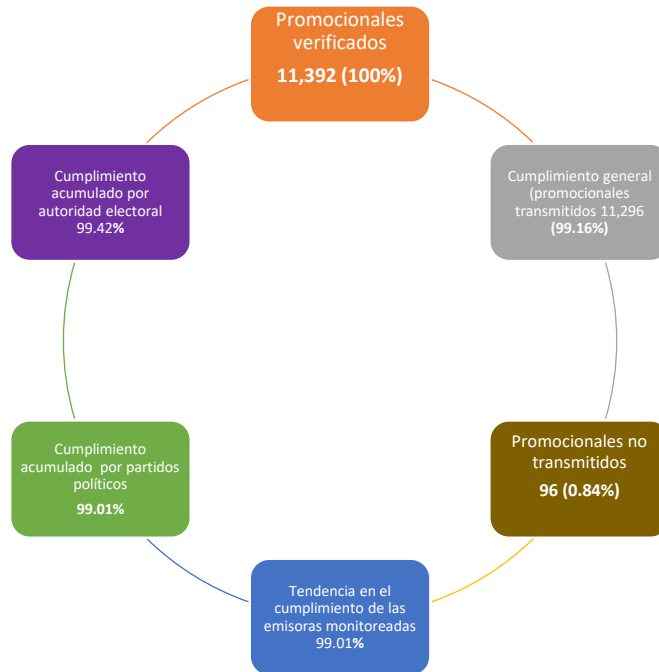 Promocionales
verificados
11,392 (100%)
Cumplimiento general
(promocionales
transmitidos 11,296
(99.16%)
Promocionales no
transmitidos
96 (0.84%)
Tendencia en el
cumplimiento de las
emisoras monitoreadas
99.01%
Cumplimiento
acumulado por partidos
políticos
99.01%
Cumplimiento
acumulado por
autoridad electoral
99.42%